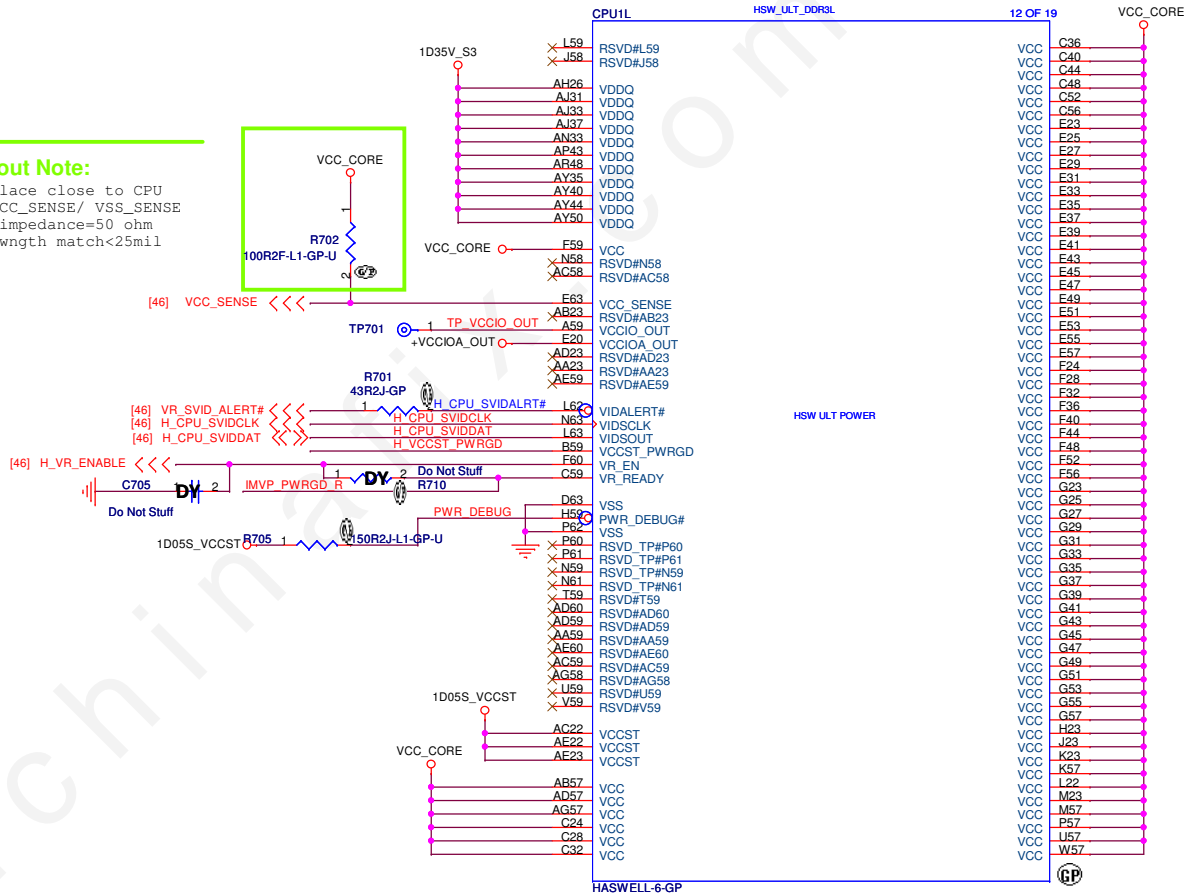 CPU1L
HSW_ULT_DDR3L
12 OF 19
VCC_CORE
1D35V_S3
L59 RSVD#L59
J58 RSVD#J58
AH26 VDDQ
AJ31 VDDQ
AJ33 VDDQ
AJ37 VDDQ
AN33 VDDQ
AP43 VDDQ
AR48 VDDQ
AY35 VDDQ
AY40 VDDQ
AY44 VDDQ
AY50 VDDQ
out Note:
lace close to CPU
CC_SENSE/ VSS_SENSE
impedance=50 ohm
wngth match<25mil
VCC_CORE
1
R702
100R2F-L1-GP-U
2
G/P
VCC_CORE F59 VCC
N58 RSVD#N58
AC58 RSVD#AC58
[46] VCC_SENSE E63 VCC_SENSE
AB23 RSVD#AB23
TP701 1 TP_VCCIO_OUT A59 VCCIO_OUT
+VCCIOA_OUT E20 VCCIOA_OUT
AD23 RSVD#AD23
AA23 RSVD#AA23
AE59 RSVD#AE59
R701
43R2J-GP
[46] VR_SVID_ALERT# 1 H_CPU_SVIDALRT# L62 VIDALERT#
[46] H_CPU_SVIDCLK H_CPU_SVIDCLK N63 VIDSCLK
[46] H_CPU_SVIDDAT H_CPU_SVIDDAT L63 VIDSOUT
H_VCCST_PWRGD B59 VCCST_PWRGD
[46] H_VR_ENABLE F60 VR_EN
1 DY 2 Do Not Stuff C59 VR_READY
C705 DY 2 IMVP_PWRGD_R R710
Do Not Stuff
D63 VSS
PWR_DEBUG H59 PWR_DEBUG#
P62 VSS
1D05S_VCCST R705 1 150R2J-L1-GP-U
P60 RSVD_TP#P60
P61 RSVD_TP#P61
N59 RSVD_TP#N59
N61 RSVD_TP#N61
T59 RSVD#T59
AD60 RSVD#AD60
AD59 RSVD#AD59
AA59 RSVD#AA59
AE60 RSVD#AE60
AC59 RSVD#AC59
AG58 RSVD#AG58
U59 RSVD#U59
V59 RSVD#V59
1D05S_VCCST
AC22 VCCST
AE22 VCCST
AE23 VCCST
VCC_CORE
AB57 VCC
AD57 VCC
AG57 VCC
C24 VCC
C28 VCC
C32 VCC
HSW ULT POWER
VCC C36
VCC C40
VCC C44
VCC C48
VCC C52
VCC C56
VCC E23
VCC E25
VCC E27
VCC E29
VCC E31
VCC E33
VCC E35
VCC E37
VCC E39
VCC E41
VCC E43
VCC E45
VCC E47
VCC E49
VCC E51
VCC E53
VCC E55
VCC E57
VCC F24
VCC F28
VCC F32
VCC F36
VCC F40
VCC F44
VCC F48
VCC F52
VCC F56
VCC G23
VCC G25
VCC G27
VCC G29
VCC G31
VCC G33
VCC G35
VCC G37
VCC G39
VCC G41
VCC G43
VCC G45
VCC G47
VCC G49
VCC G51
VCC G53
VCC G55
VCC G57
VCC H23
VCC J23
VCC K23
VCC K57
VCC L22
VCC M23
VCC M57
VCC P57
VCC U57
VCC W57
GP
HASWELL-6-GP
chinafix.com